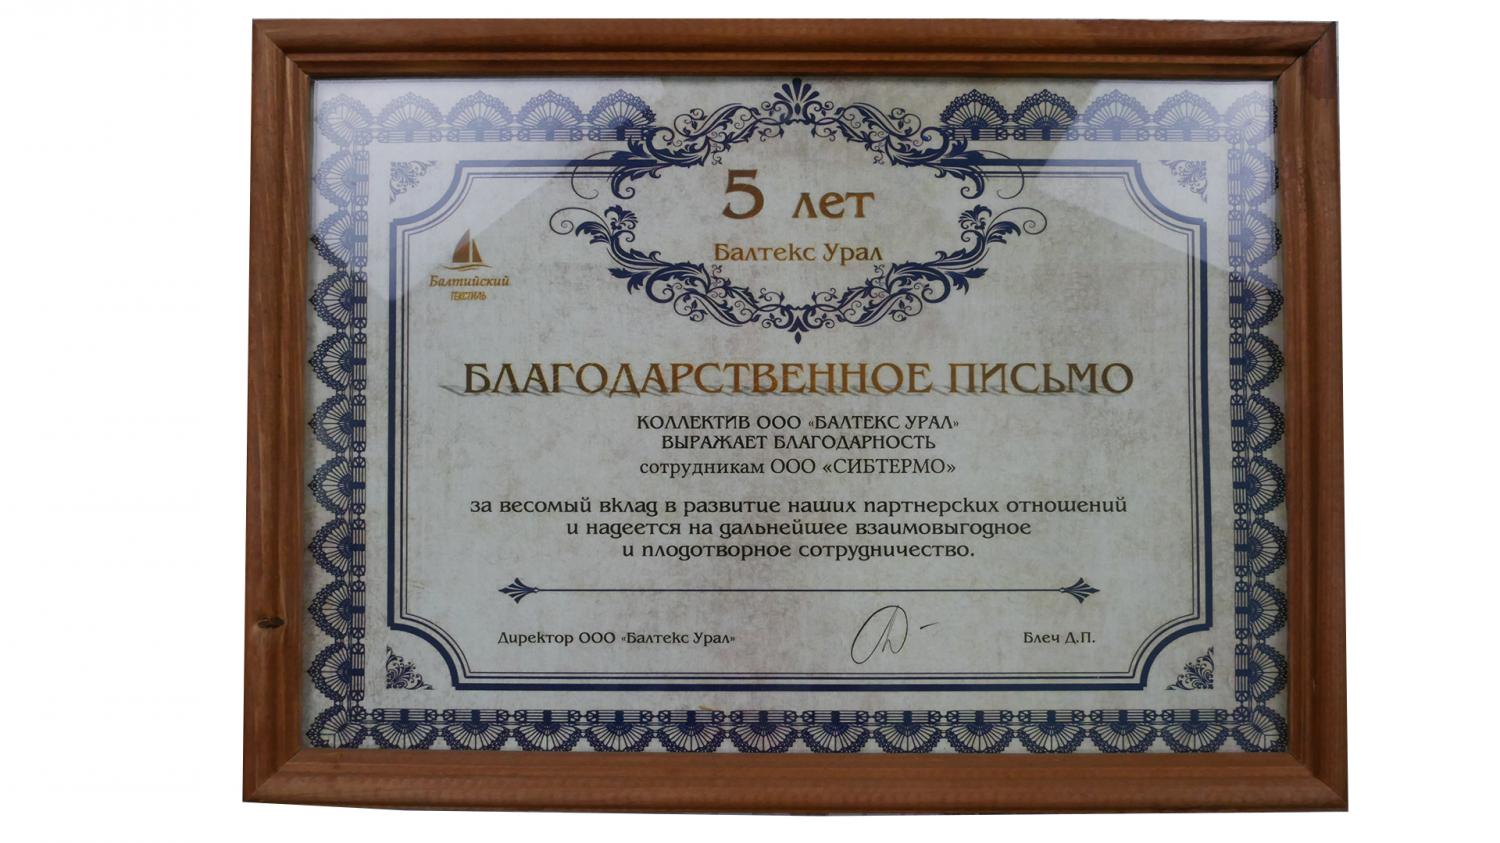 5 лет
Балтекс Урал
Балтийский
ТЕКСТИЛЬ
БЛАГОДАРСТВЕННОЕ ПИСЬМО
КОЛЛЕКТИВ ООО «БАЛТЕКС УРАЛ»
ВЫРАЖАЕТ БЛАГОДАРНОСТЬ
сотрудникам ООО «СИБТЕРМО»
за весомый вклад в развитие наших партнерских отношений
и надеется на дальнейшее взаимовыгодное
и плодотворное сотрудничество.
Директор ООО «Балтекс Урал» Блеч Д.П.